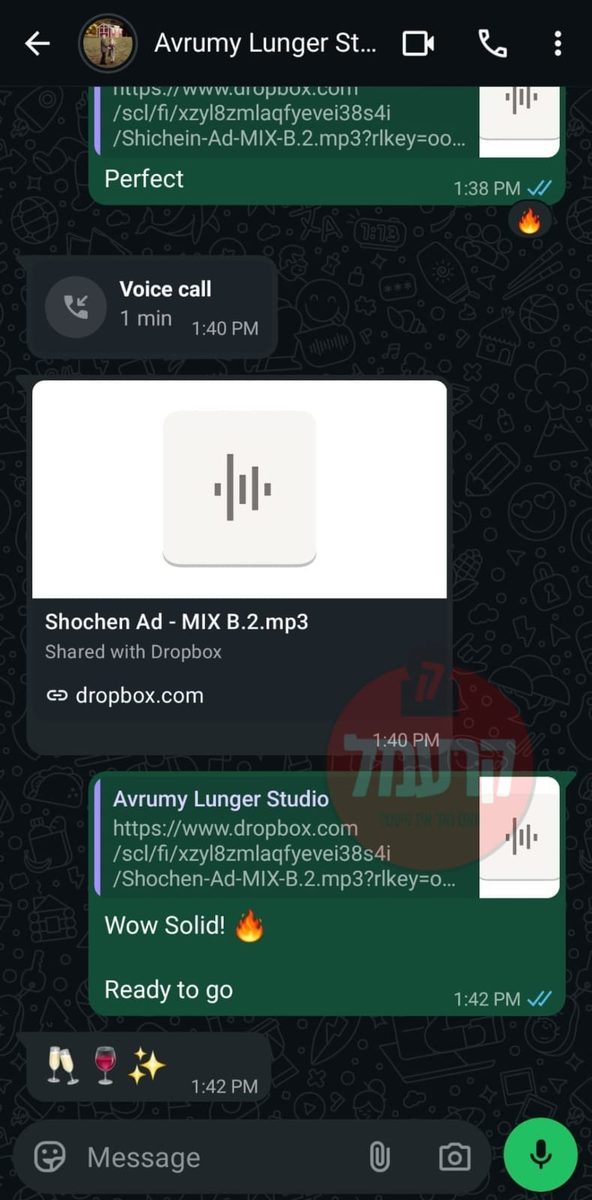 Avrumy Lunger St...
https://www.dropbox.com
/scl/fi/xzyl8zmlaqfyevei38s4i
/Shichein-Ad-MIX-B.2.mp3?rlkey=oo...
Perfect
1:38 PM
Voice call
1 min
1:40 PM
Shochen Ad - MIX B.2.mp3
Shared with Dropbox
dropbox.com
1:40 PM
ק
קרעמל
Avrumy Lunger Studio
https://www.dropbox.com
/scl/fi/xzyl8zmlaqfyevei38s4i
/Shochen-Ad-MIX-B.2.mp3?rlkey=o...
Wow Solid! 🔥
Ready to go
1:42 PM
🥂 🍷 ✨
1:42 PM
Message